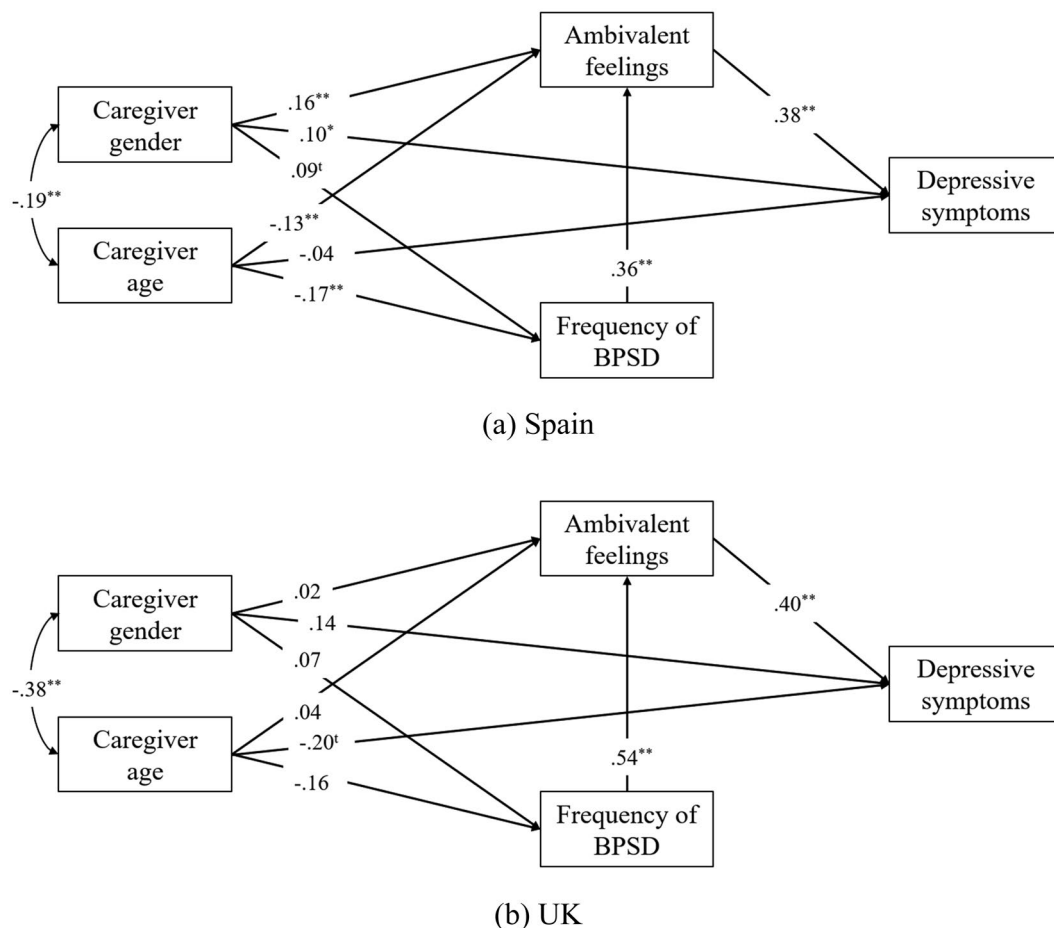 Ambivalent
feelings
Caregiver
gender
.16**
.10*
.09ᵗ
.38**
-.19**
Depressive
symptoms
Caregiver
age
-.13**
-.04
-.17**
.36**
Frequency of
BPSD
(a) Spain
Ambivalent
feelings
Caregiver
gender
.02
.14
.07
.40**
-.38**
Depressive
symptoms
Caregiver
age
.04
-.20ᵗ
-.16
.54**
Frequency of
BPSD
(b) UK